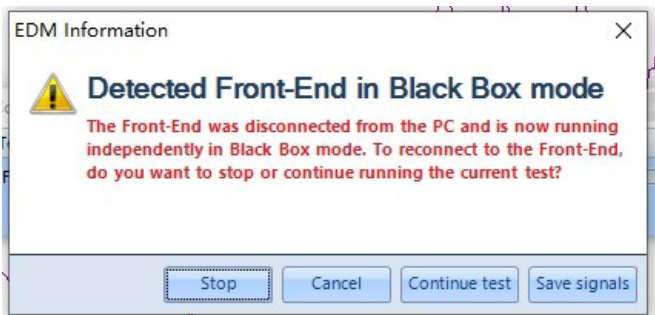 EDM Information
Detected Front-End in Black Box mode
The Front-End was disconnected from the PC and is now running
independently in Black Box mode. To reconnect to the Front-End,
do you want to stop or continue running the current test?
Stop Cancel Continue test Save signals